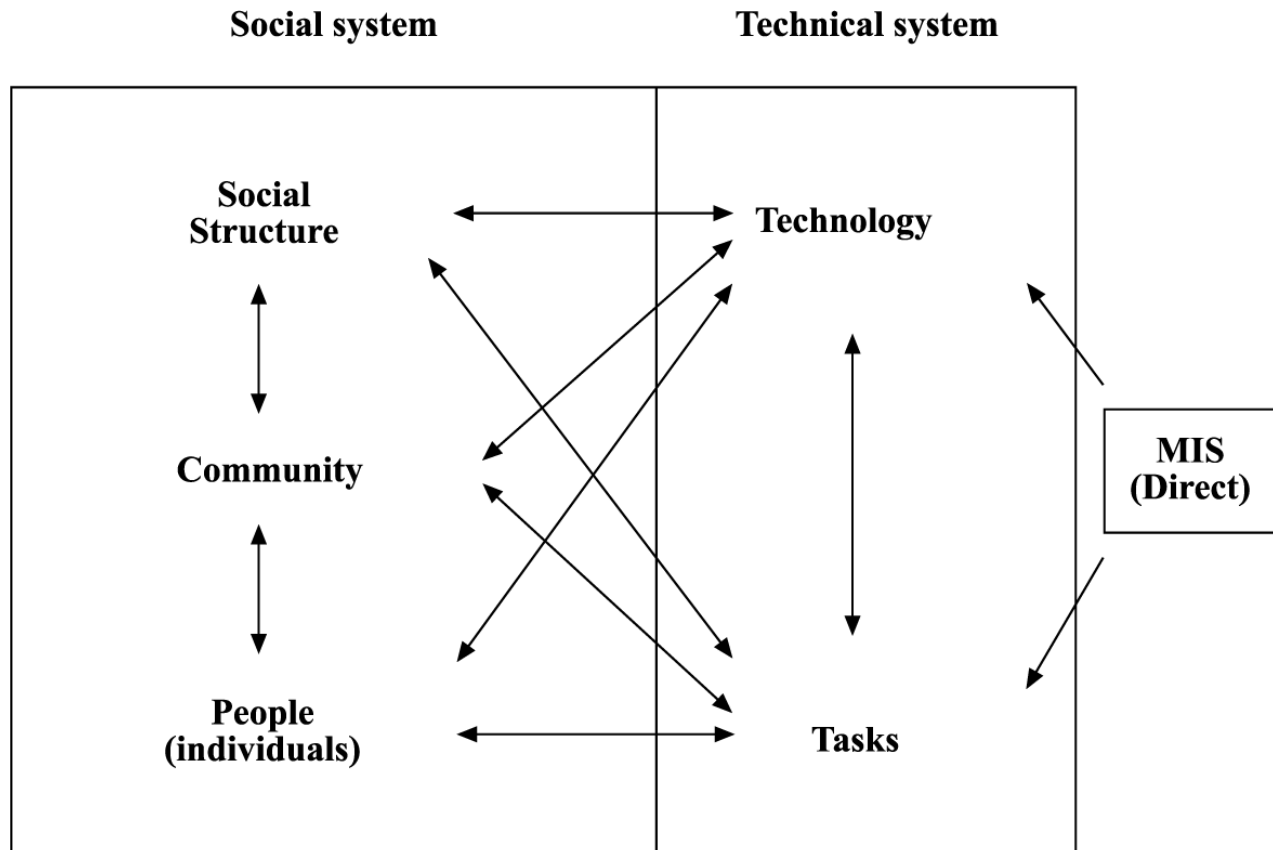 Social system
Technical system
Social
Structure
Technology
Community
MIS
(Direct)
People
(individuals)
Tasks